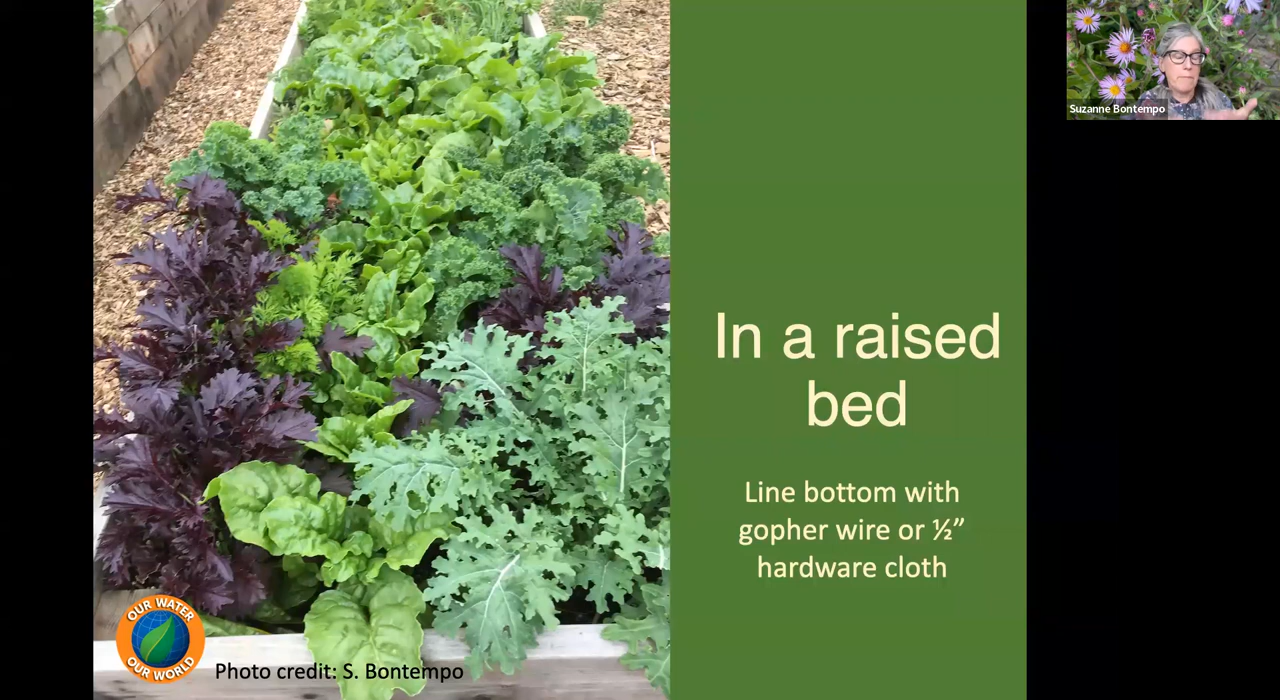 Suzanne Bontempo
In a raised
bed
Line bottom with
gopher wire or ½”
hardware cloth
OUR WATER
OUR WORLD
Photo credit: S. Bontempo